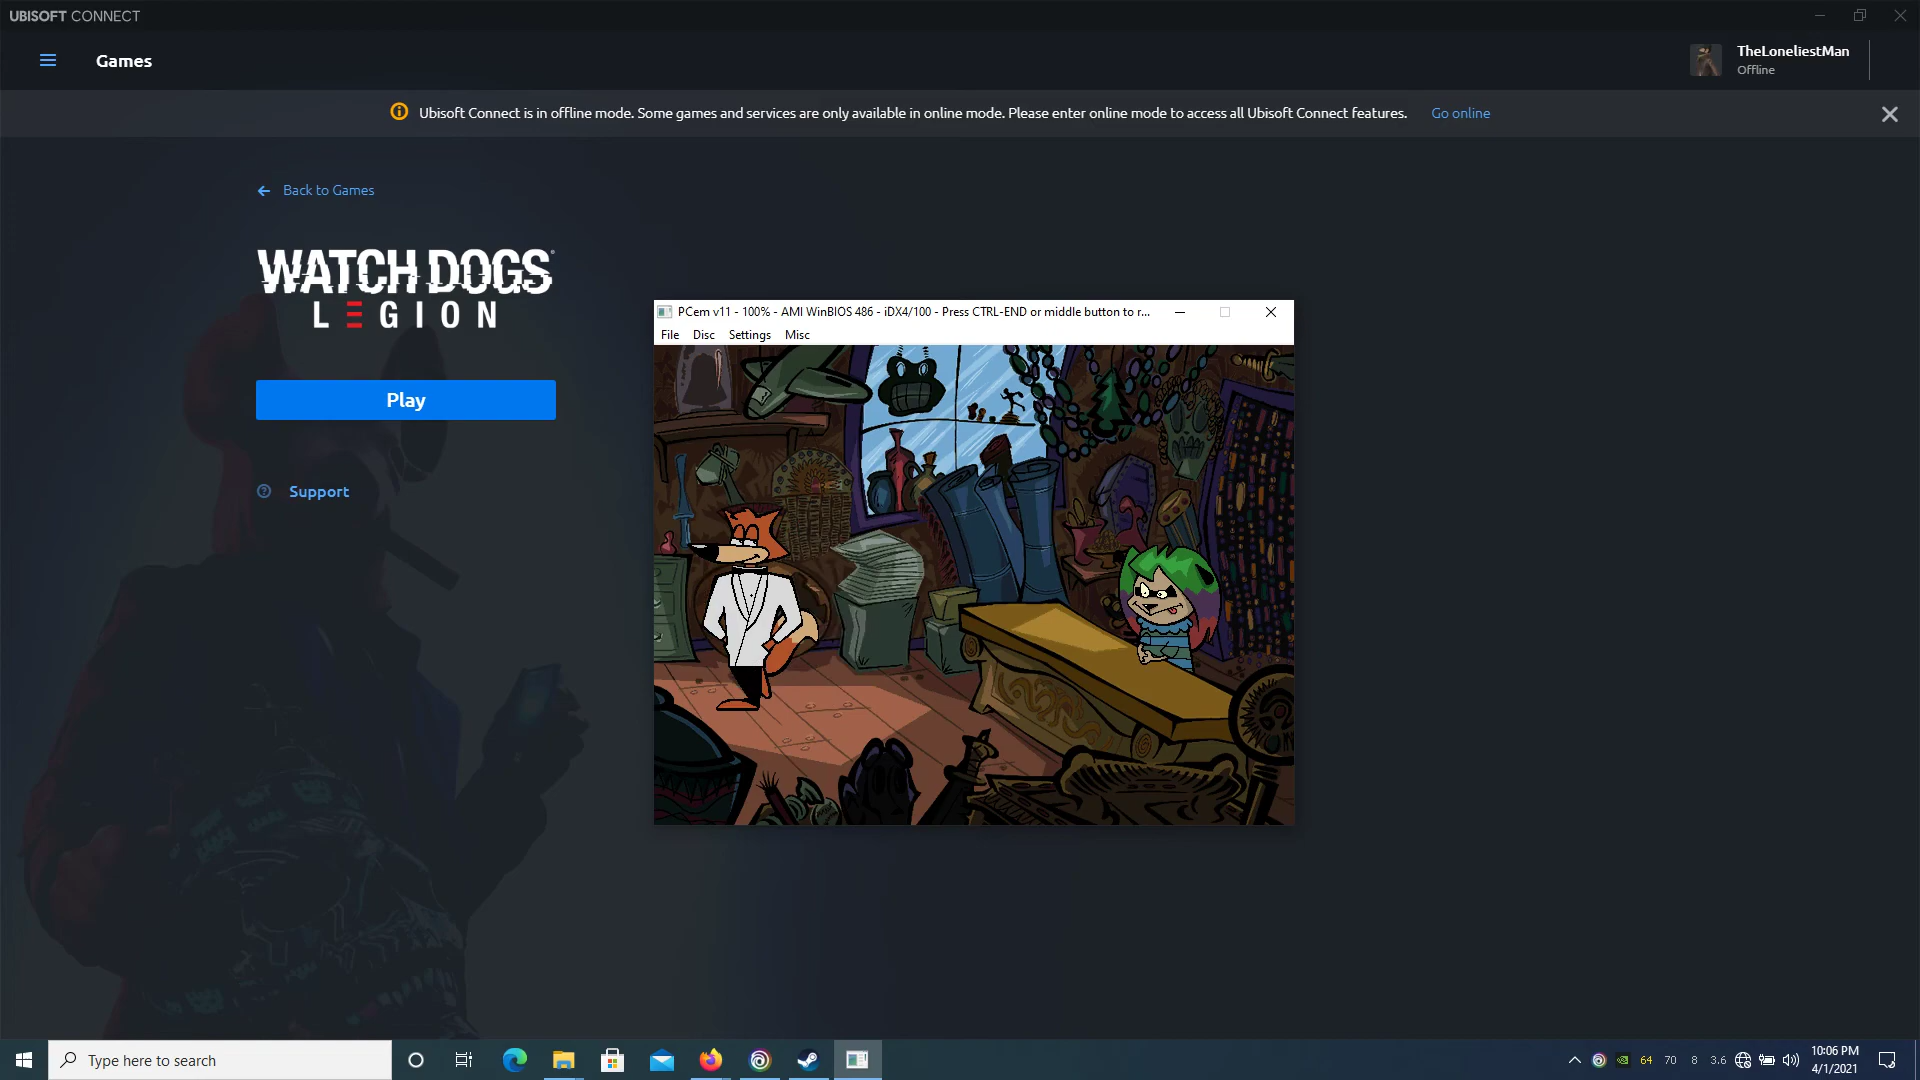 UBISOFT CONNECT
Games
TheLoneliestMan
Offline
Ubisoft Connect is in offline mode. Some games and services are only available in online mode. Please enter online mode to access all Ubisoft Connect features. Go online
Back to Games
WATCH DOGS
LEGION
Play
Support
PCem v11 - 100% - AMI WinBIOS 486 - iDX4/100 - Press CTRL-END or middle button to r...
File Disc Settings Misc
Type here to search
64 70 8 3.6
10:06 PM
4/1/2021